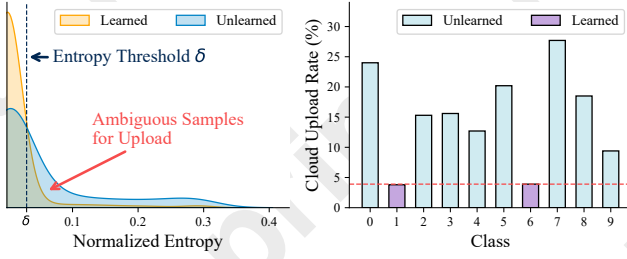 Learned
Unlearned
Entropy Threshold δ
Ambiguous Samples
for Upload
δ
0.1
0.2
0.3
0.4
Normalized Entropy
Unlearned
Learned
Cloud Upload Rate (%)
30
25
20
15
10
5
0
0
1
2
3
4
5
6
7
8
9
Class